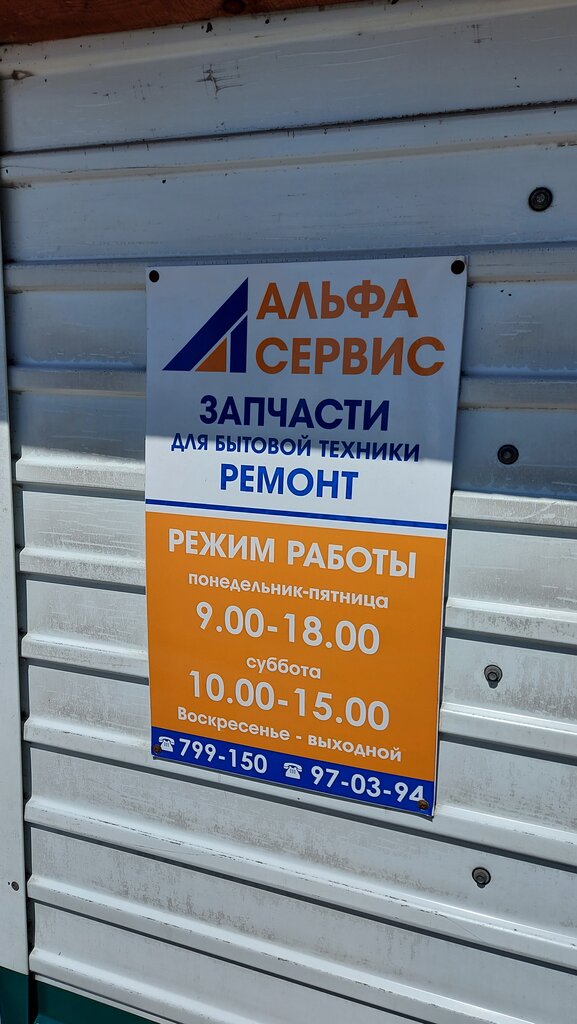 АЛЬФА
СЕРВИС
ЗАПЧАСТИ
ДЛЯ БЫТОВОЙ ТЕХНИКИ
РЕМОНТ
РЕЖИМ РАБОТЫ
понедельник-пятница
9.00-18.00
суббота
10.00-15.00
Воскресенье - выходной
☎799-150 ☎ 97-03-94